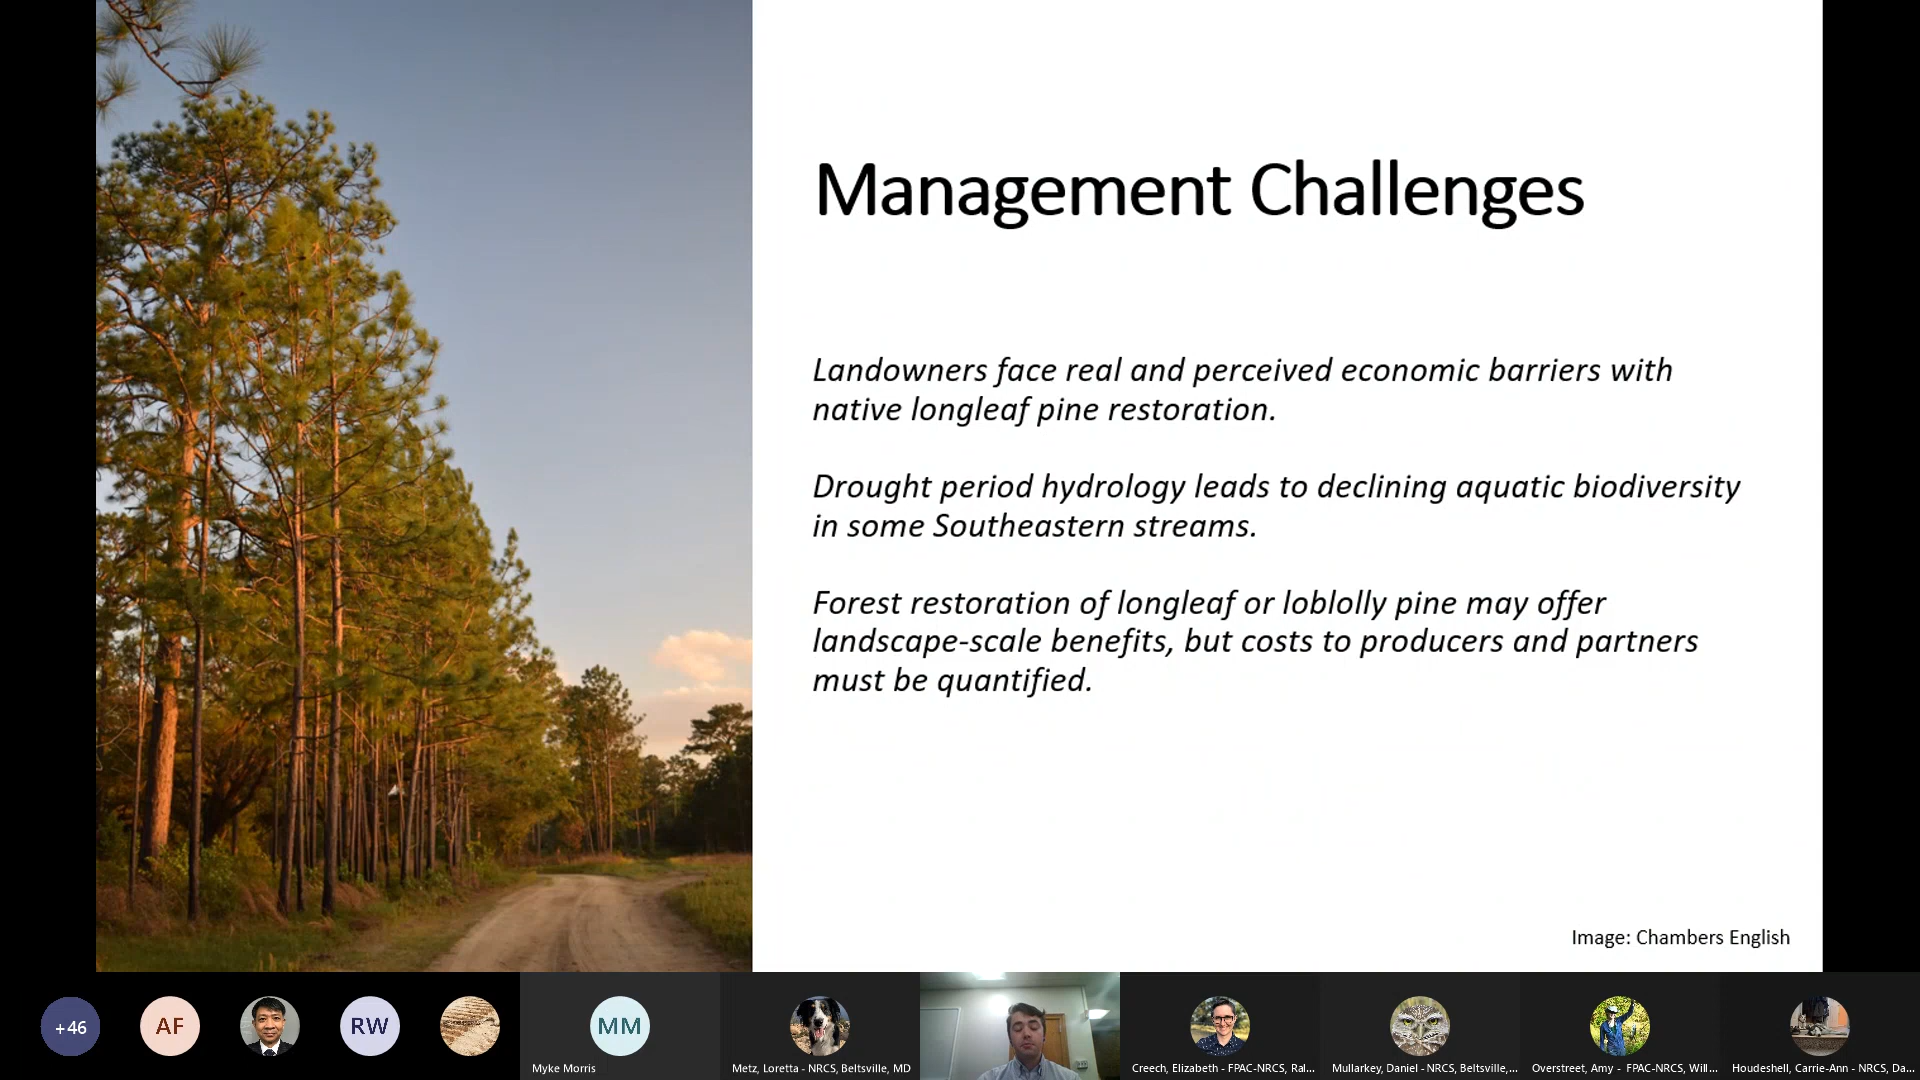 Management Challenges
Landowners face real and perceived economic barriers with
native longleaf pine restoration.
Drought period hydrology leads to declining aquatic biodiversity
in some Southeastern streams.
Forest restoration of longleaf or loblolly pine may offer
landscape-scale benefits, but costs to producers and partners
must be quantified.
Image: Chambers English
+46
AF
RW
MM
Myke Morris
Metz, Loretta - NRCS, Beltsville, MD
Creech, Elizabeth - FPAC-NRCS, Ral...
Mullarkey, Daniel - NRCS, Beltsville,...
Overstreet, Amy - FPAC-NRCS, Will...
Houdeshell, Carrie-Ann - NRCS, Da...